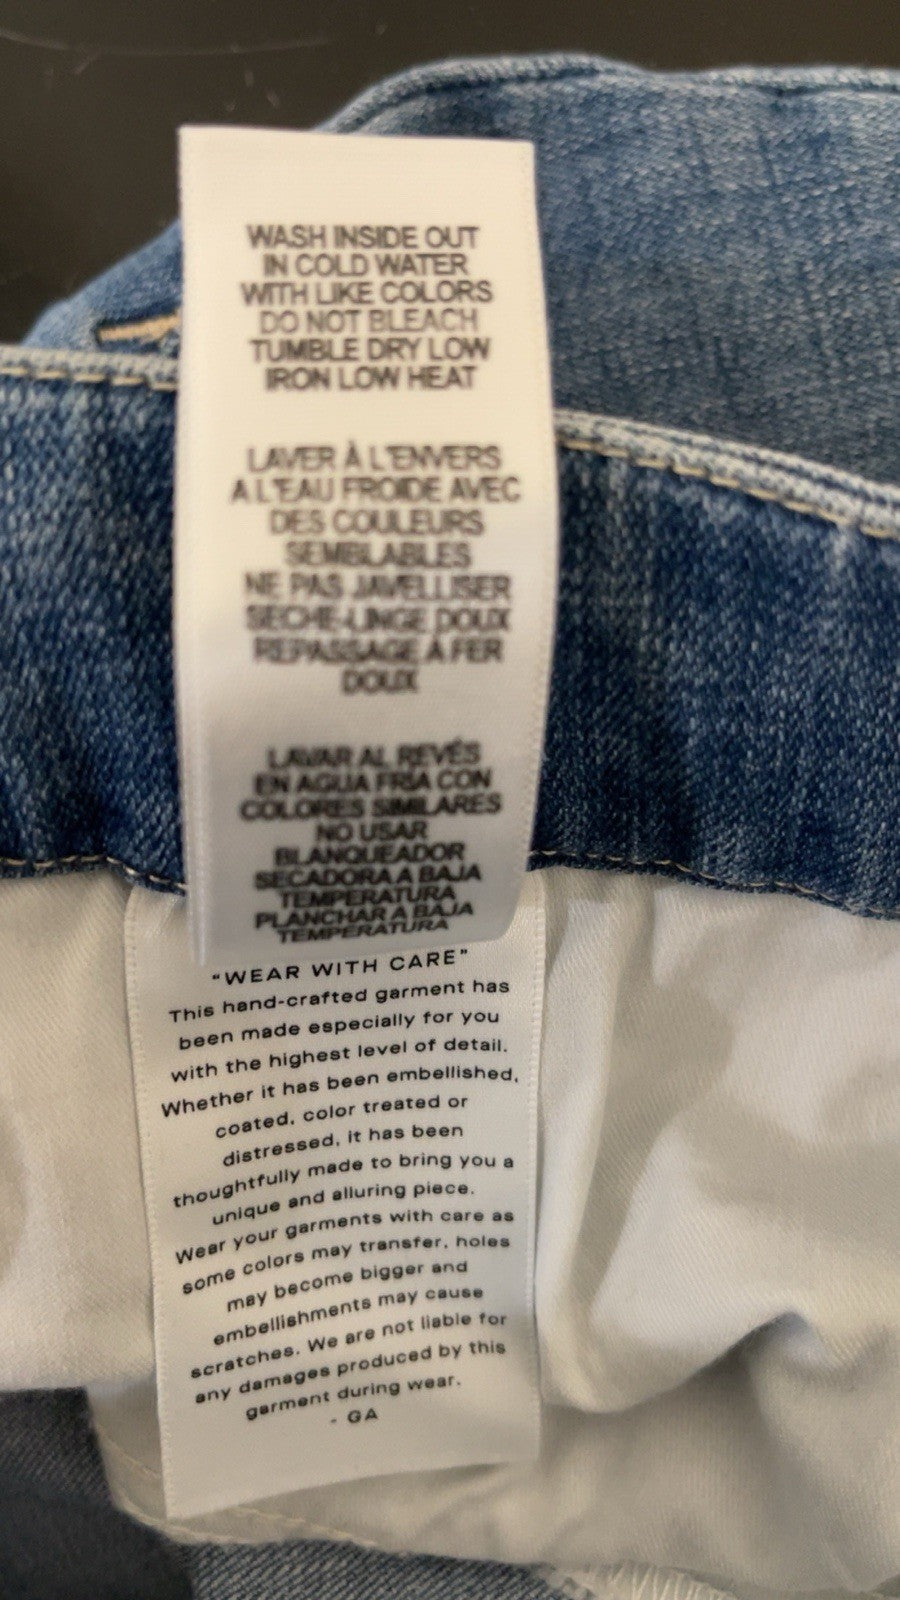 WASH INSIDE OUT
IN COLD WATER
WITH LIKE COLORS
DO NOT BLEACH
TUMBLE DRY LOW
IRON LOW HEAT
LAVER À L'ENVERS
A L'EAU FROIDE AVEC
DES COULEURS
SEMBLABLES
NE PAS JAVELLISER
SECHE-LINGE DOUX
REPASSAGE À FER
DOUX
LAVAR AL REVÉS
EN AGUA FRIA CON
COLORES SIMILARES
NO USAR
BLANQUEADOR
SECADORA A BAJA
TEMPERATURA
PLANCHAR A BAJA
TEMPERATURA
"WEAR WITH CARE"
This hand-crafted garment has
been made especially for you
with the highest level of detail.
Whether it has been embellished,
coated, color treated or
distressed, it has been
thoughtfully made to bring you a
unique and alluring piece.
Wear your garments with care as
some colors may transfer, holes
may become bigger and
embellishments may cause
scratches. We are not liable for
any damages produced by this
garment during wear.
- GA